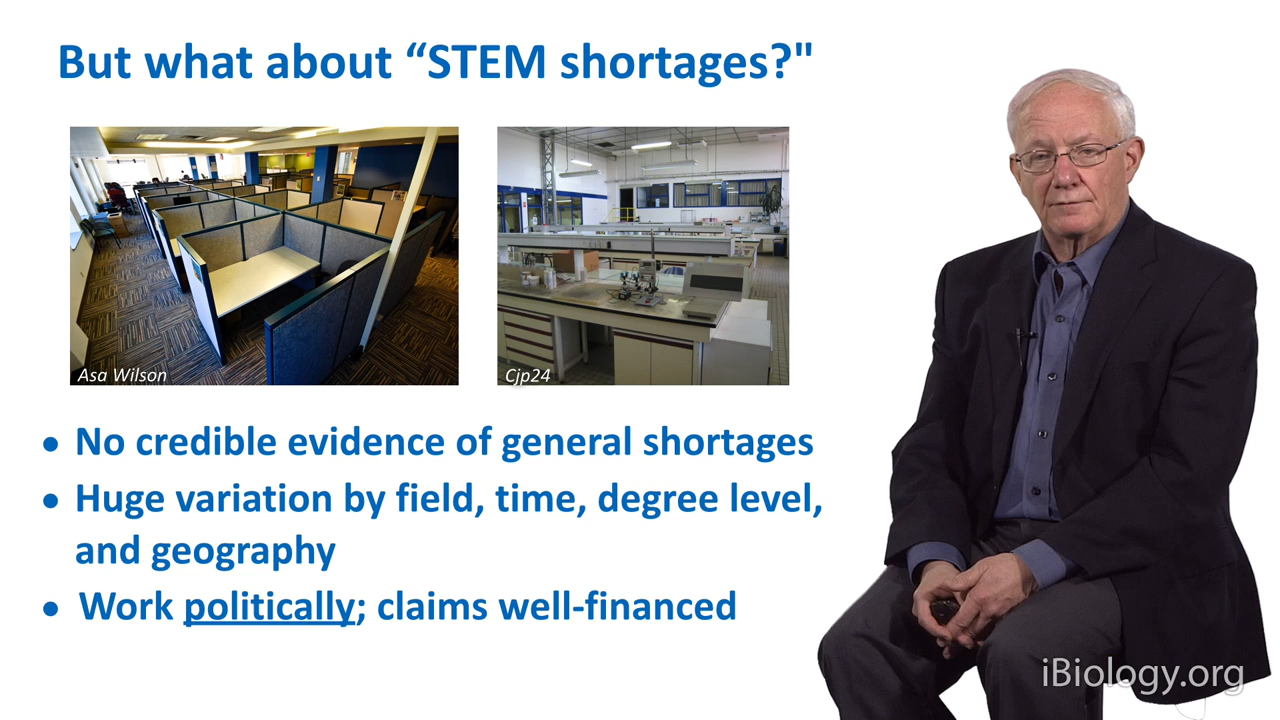 But what about “STEM shortages?"
Asa Wilson
Cjp24
• No credible evidence of general shortages
• Huge variation by field, time, degree level,
and geography
• Work politically; claims well-financed
iBiology.org